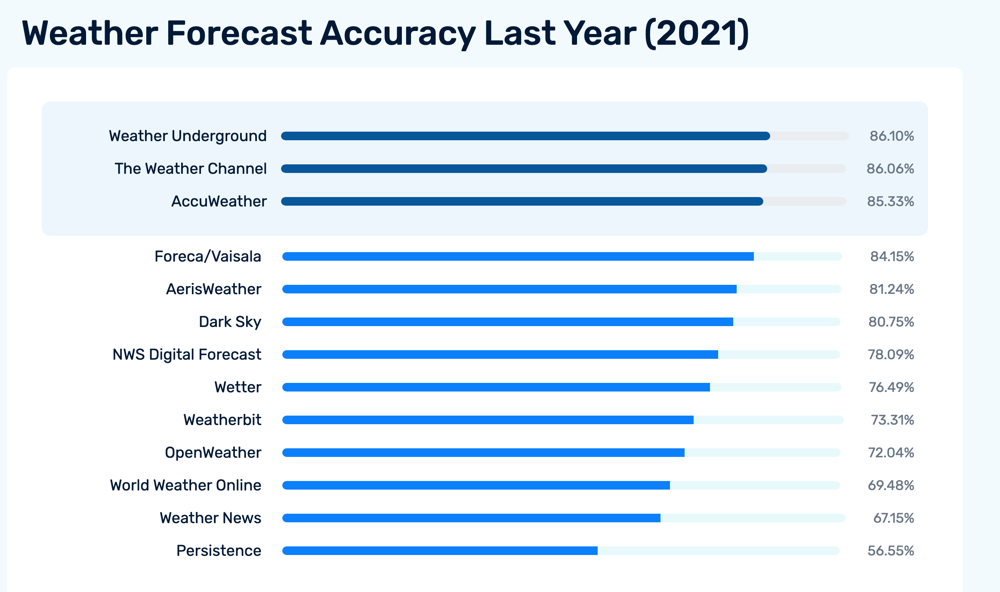 Weather Forecast Accuracy Last Year (2021)
Weather Underground 86.10%
The Weather Channel 86.06%
AccuWeather 85.33%
Foreca/Vaisala 84.15%
AerisWeather 81.24%
Dark Sky 80.75%
NWS Digital Forecast 78.09%
Wetter 76.49%
Weatherbit 73.31%
OpenWeather 72.04%
World Weather Online 69.48%
Weather News 67.15%
Persistence 56.55%